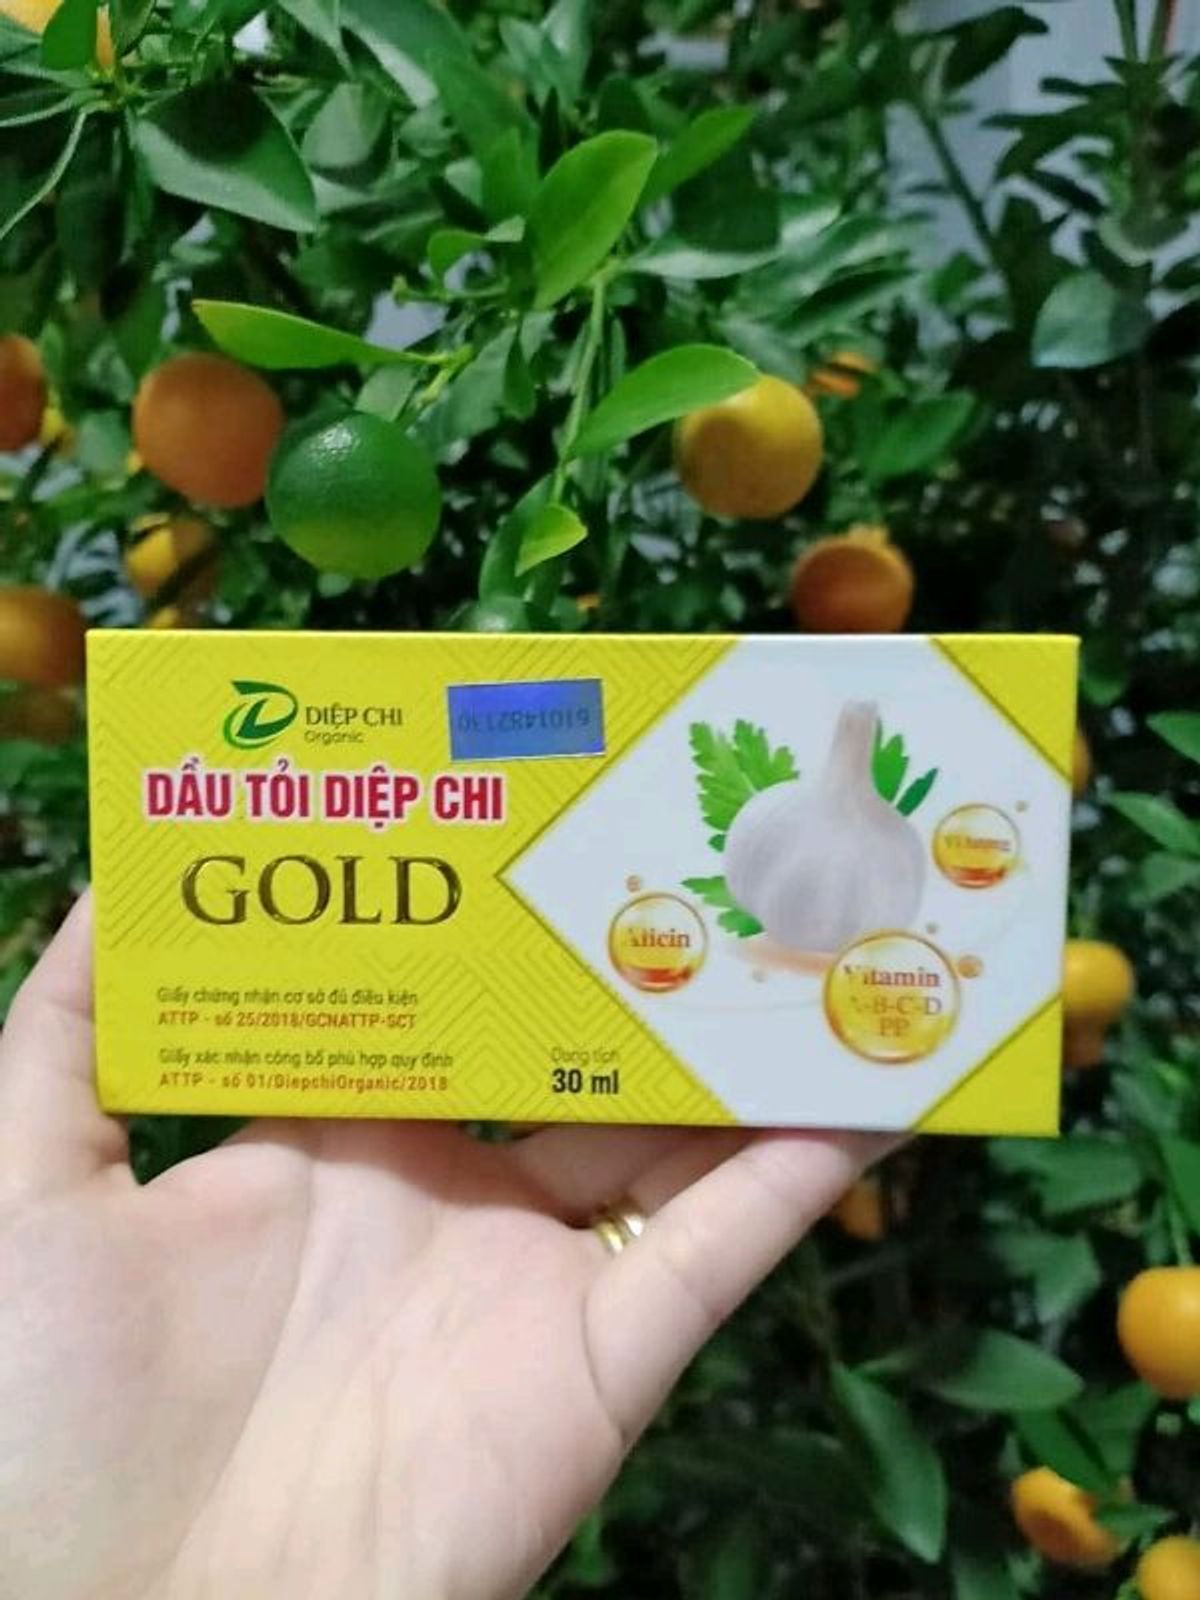 DIỆP CHI
Organic
6101482130
DẦU TỎI DIỆP CHI
GOLD
Giấy chứng nhận cơ sở đủ điều kiện
ATTP - số 25/2018/GCNATTP-SCT
Giấy xác nhận công bố phù hợp quy định
ATTP - số 01/DiepchiOrganic/2018
Dung tích
30 ml
Alicin
Vitamin
A-B-C-D
PP